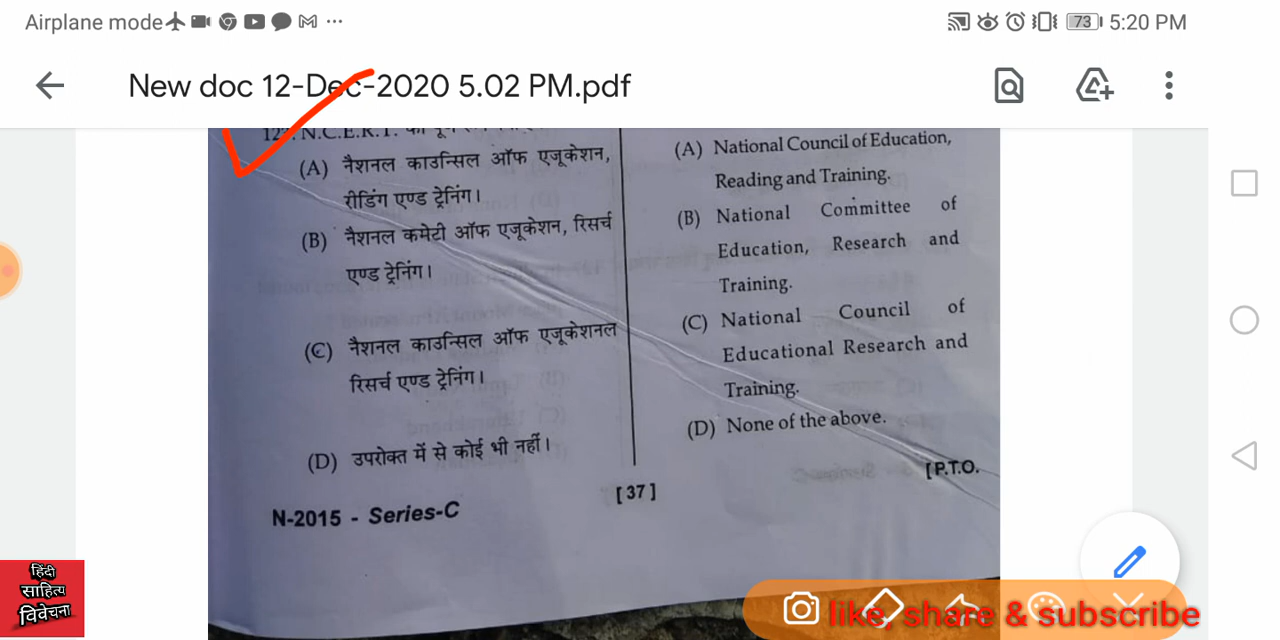 Airplane mode
73 5:20 PM
New doc 12-Dec-2020 5.02 PM.pdf
N.C.E.R.T.
(A) नैशनल काउन्सिल ऑफ एजूकेशन,
रीडिंग एण्ड ट्रेनिंग।
(B) नैशनल कमेटी ऑफ एजूकेशन, रिसर्च
एण्ड ट्रेनिंग।
(C) नैशनल काउन्सिल ऑफ एजूकेशनल
रिसर्च एण्ड ट्रेनिंग।
(D) उपरोक्त में से कोई भी नहीं।
(A) National Council of Education,
Reading and Training.
(B) National Committee of
Education, Research and
Training.
(C) National Council of
Educational Research and
Training.
(D) None of the above.
[P.T.O.
[37]
N-2015 - Series-C
हिंदी
साहित्य
विवेचना
like, share & subscribe